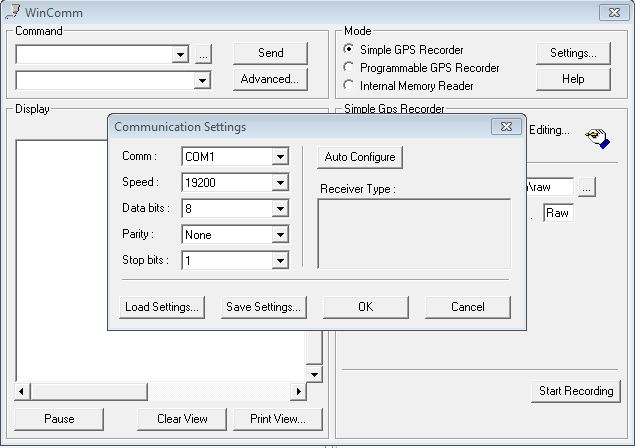 WinComm
Command
...
Send
Advanced...
Mode
Simple GPS Recorder
Programmable GPS Recorder
Internal Memory Reader
Settings...
Help
Display
Simple Gps Recorder
Editing...
\raw
...
. Raw
Communication Settings
Comm : COM1
Speed : 19200
Data bits : 8
Parity : None
Stop bits : 1
Auto Configure
Receiver Type :
Load Settings...
Save Settings...
OK
Cancel
Start Recording
Pause
Clear View
Print View...